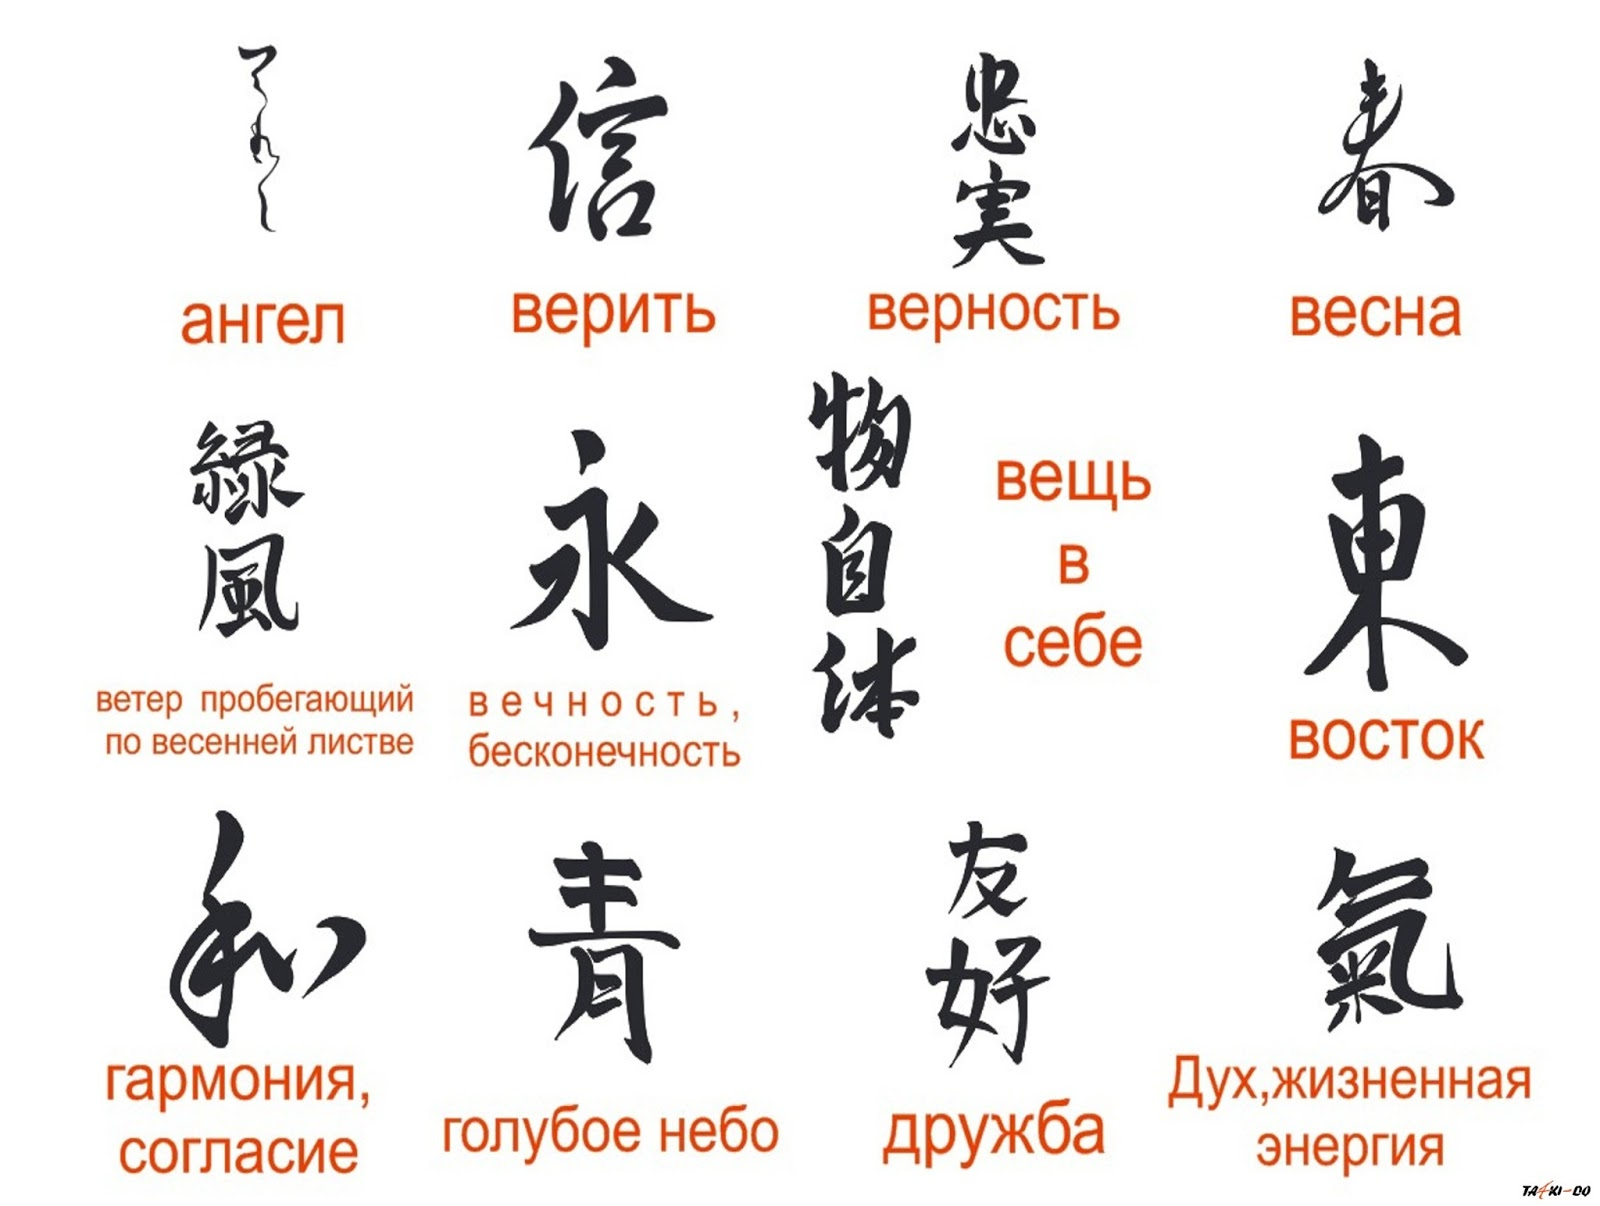 信
忠
実
春
ангел
верить
верность
весна
緑
風
永
物
自
体
вещь
в
себе
東
ветер пробегающий
по весенней листве
вечность,
бесконечность
восток
和
青
友
好
氣
гармония,
согласие
голубое небо
дружба
Дух,жизненная
энергия